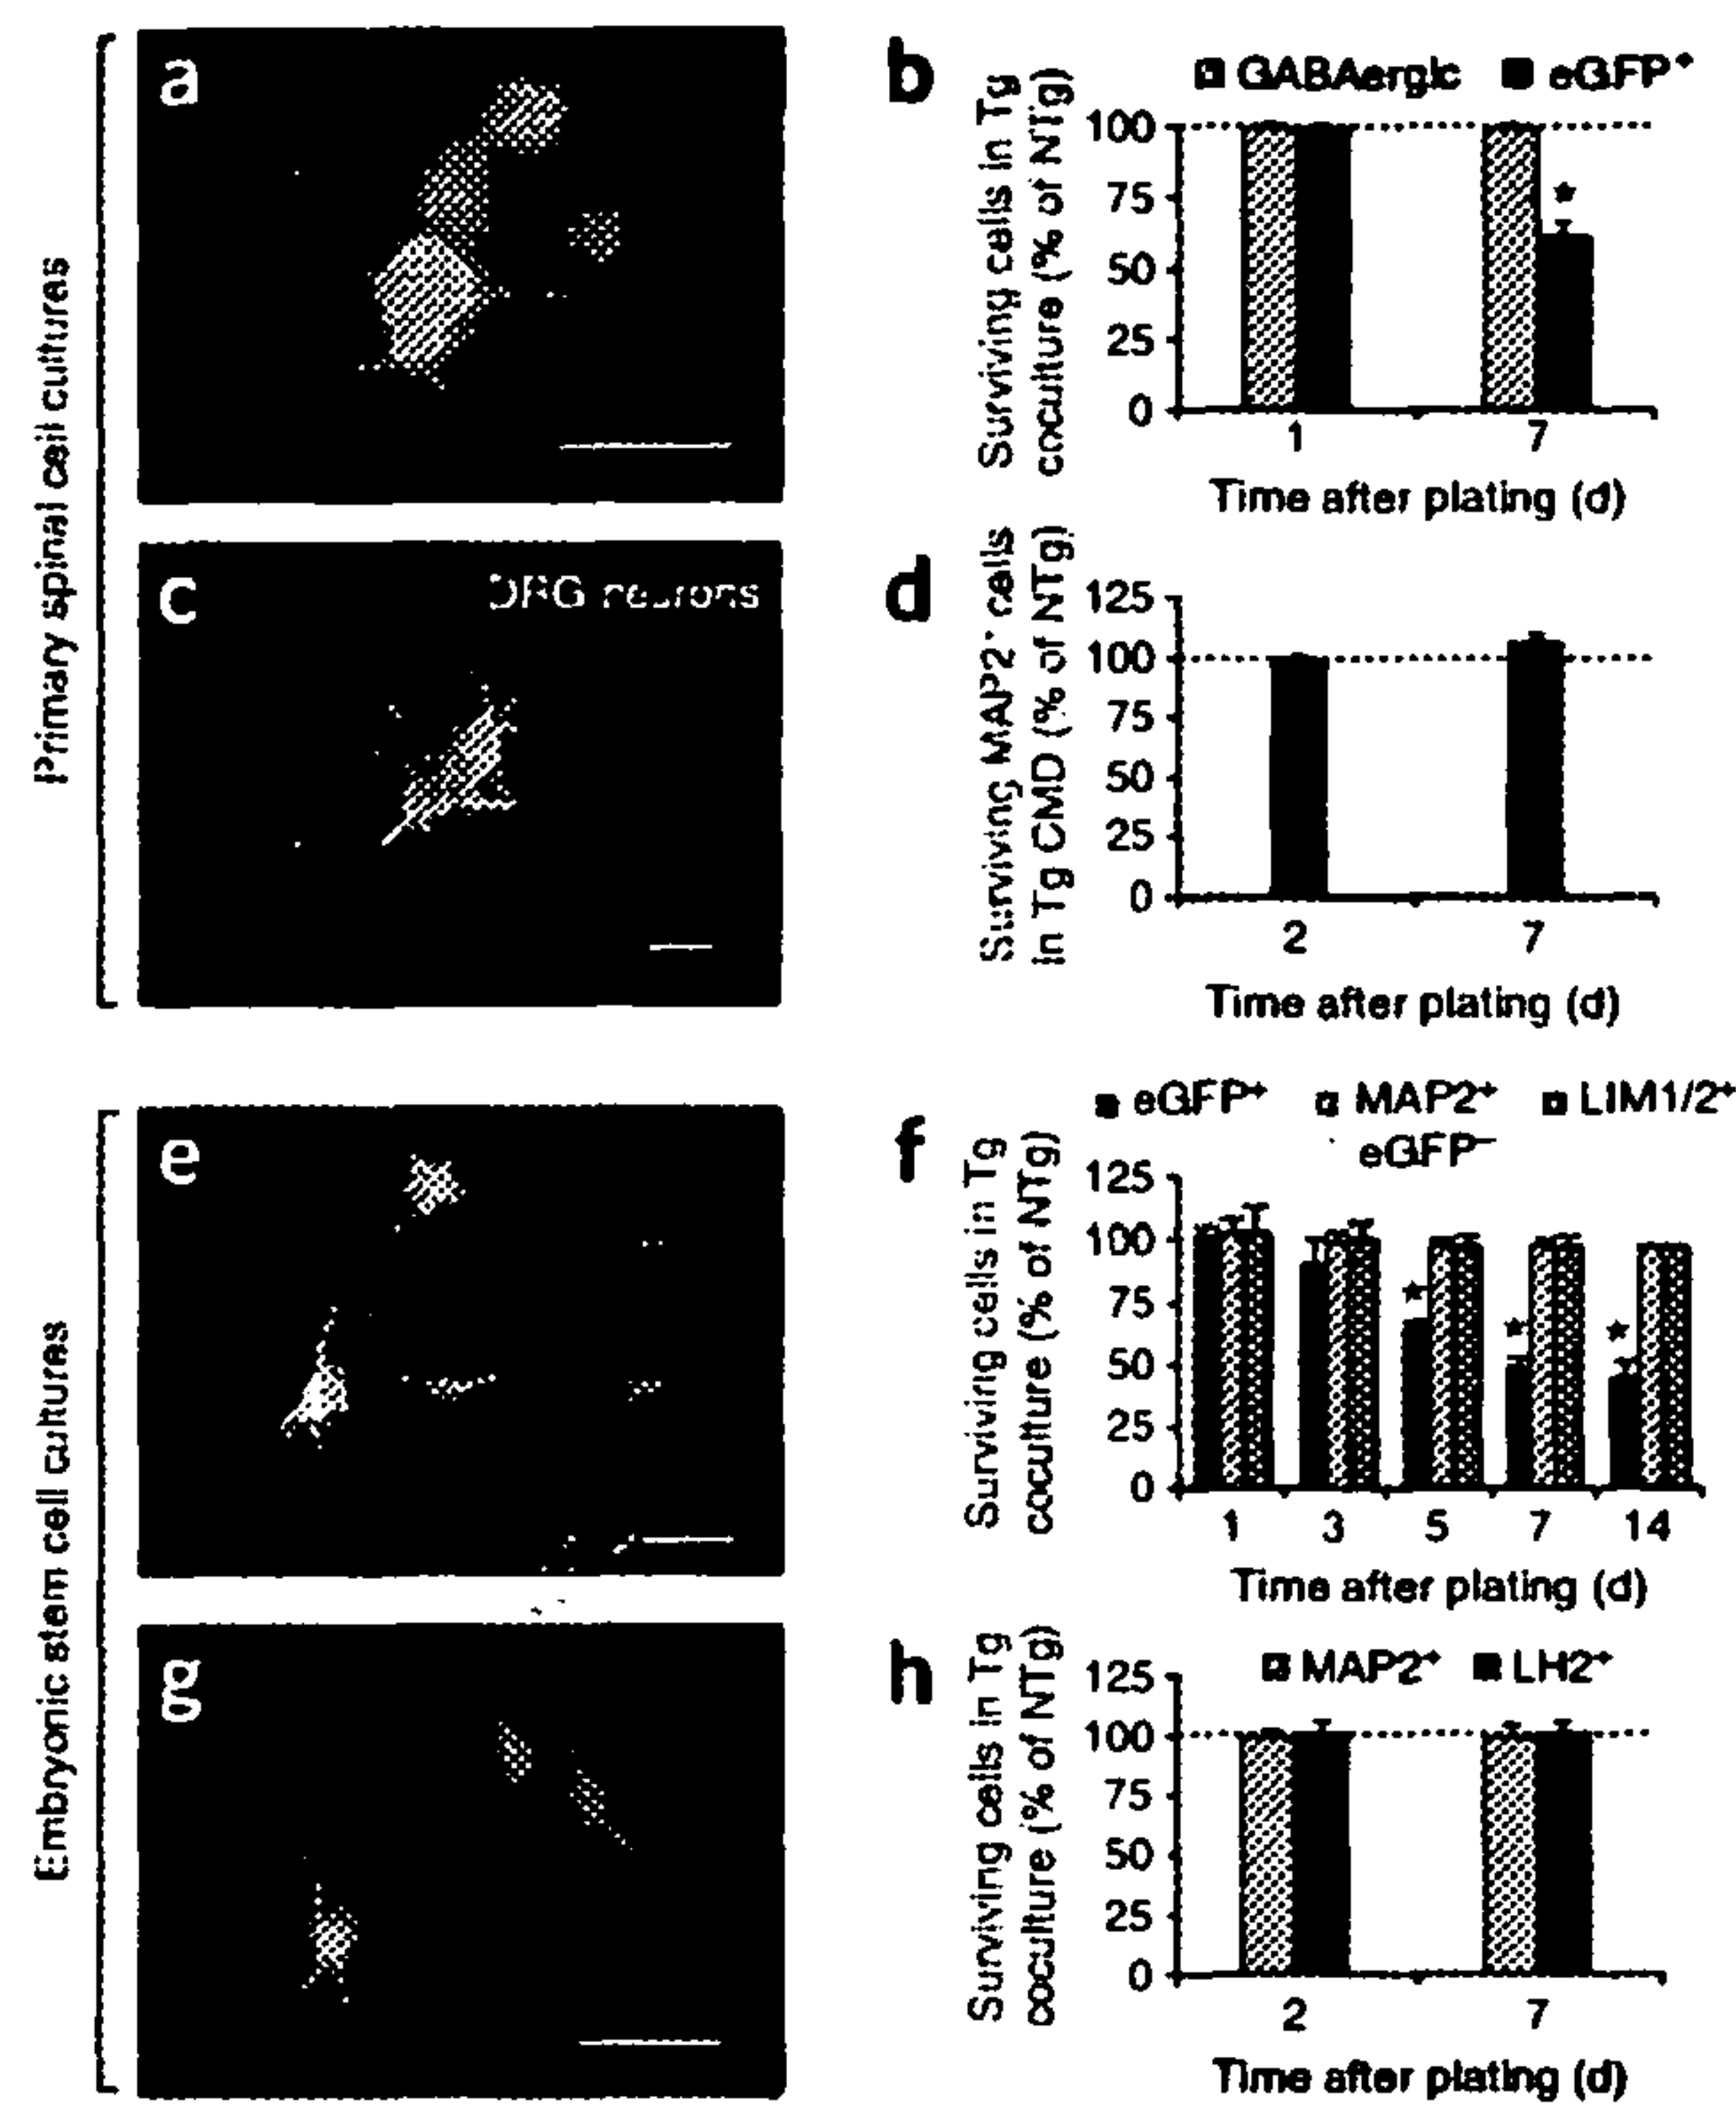 Primary spinal cell cultures
a
b
GABAergic eGFP+
Surviving cells in Tg
coculture (% of NTg)
100
75
★
50
25
0
1 7
Time after plating (d)
c
DRG neurons
d
Surviving MAP2+ cells
in Tg CMD (% of NTg)
125
100
75
50
25
0
2 7
Time after plating (d)
Embryonic stem cell cultures
e
f
eGFP+ MAP2+ LIM1/2+
eGFP−
Surviving cells in Tg
coculture (% of NTg)
125
100
75
50
25
0
★ ★ ★
1 3 5 7 14
Time after plating (d)
g
h
MAP2+ LH2+
Surviving cells in Tg
coculture (% of NTg)
125
100
75
50
25
0
2 7
Time after plating (d)